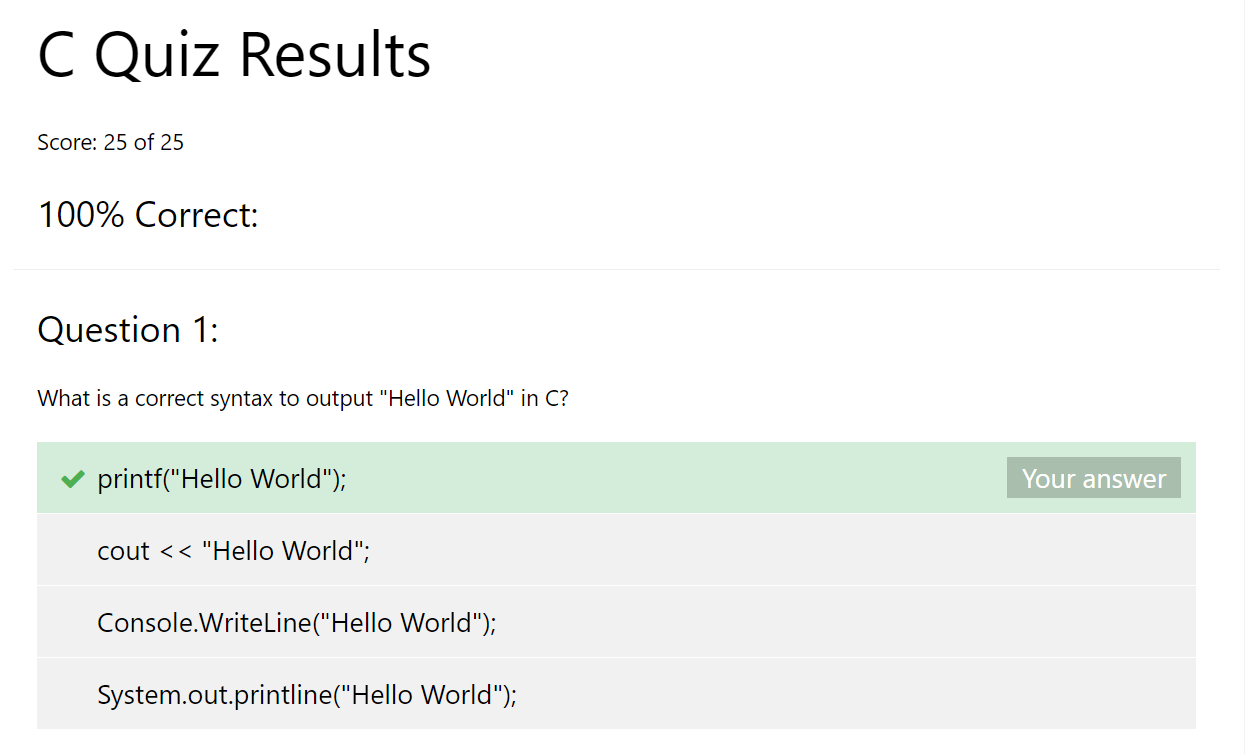 C Quiz Results
Score: 25 of 25
100% Correct:
Question 1:
What is a correct syntax to output "Hello World" in C?
printf("Hello World"); Your answer
cout << "Hello World";
Console.WriteLine("Hello World");
System.out.printline("Hello World");